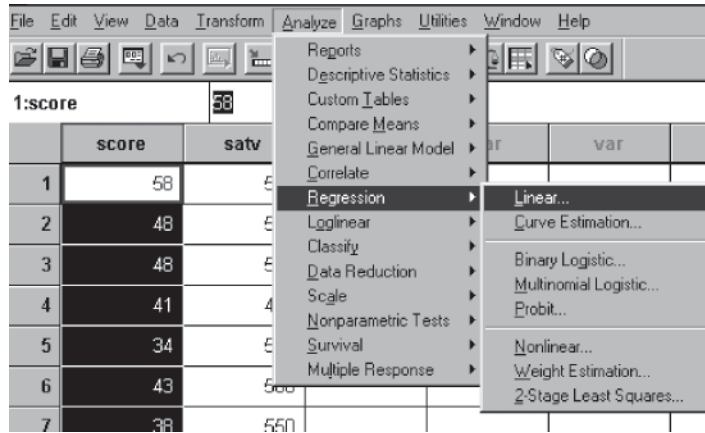 File Edit View Data Transform Analyze Graphs Utilities Window Help
1:score 58
score satv var
1 58
2 48
3 48
4 41
5 34
6 43
7 38 550
Reports
Descriptive Statistics
Custom Tables
Compare Means
General Linear Model
Correlate
Regression
Loglinear
Classify
Data Reduction
Scale
Nonparametric Tests
Survival
Multiple Response
Linear...
Curve Estimation...
Binary Logistic...
Multinomial Logistic...
Probit...
Nonlinear...
Weight Estimation...
2-Stage Least Squares...